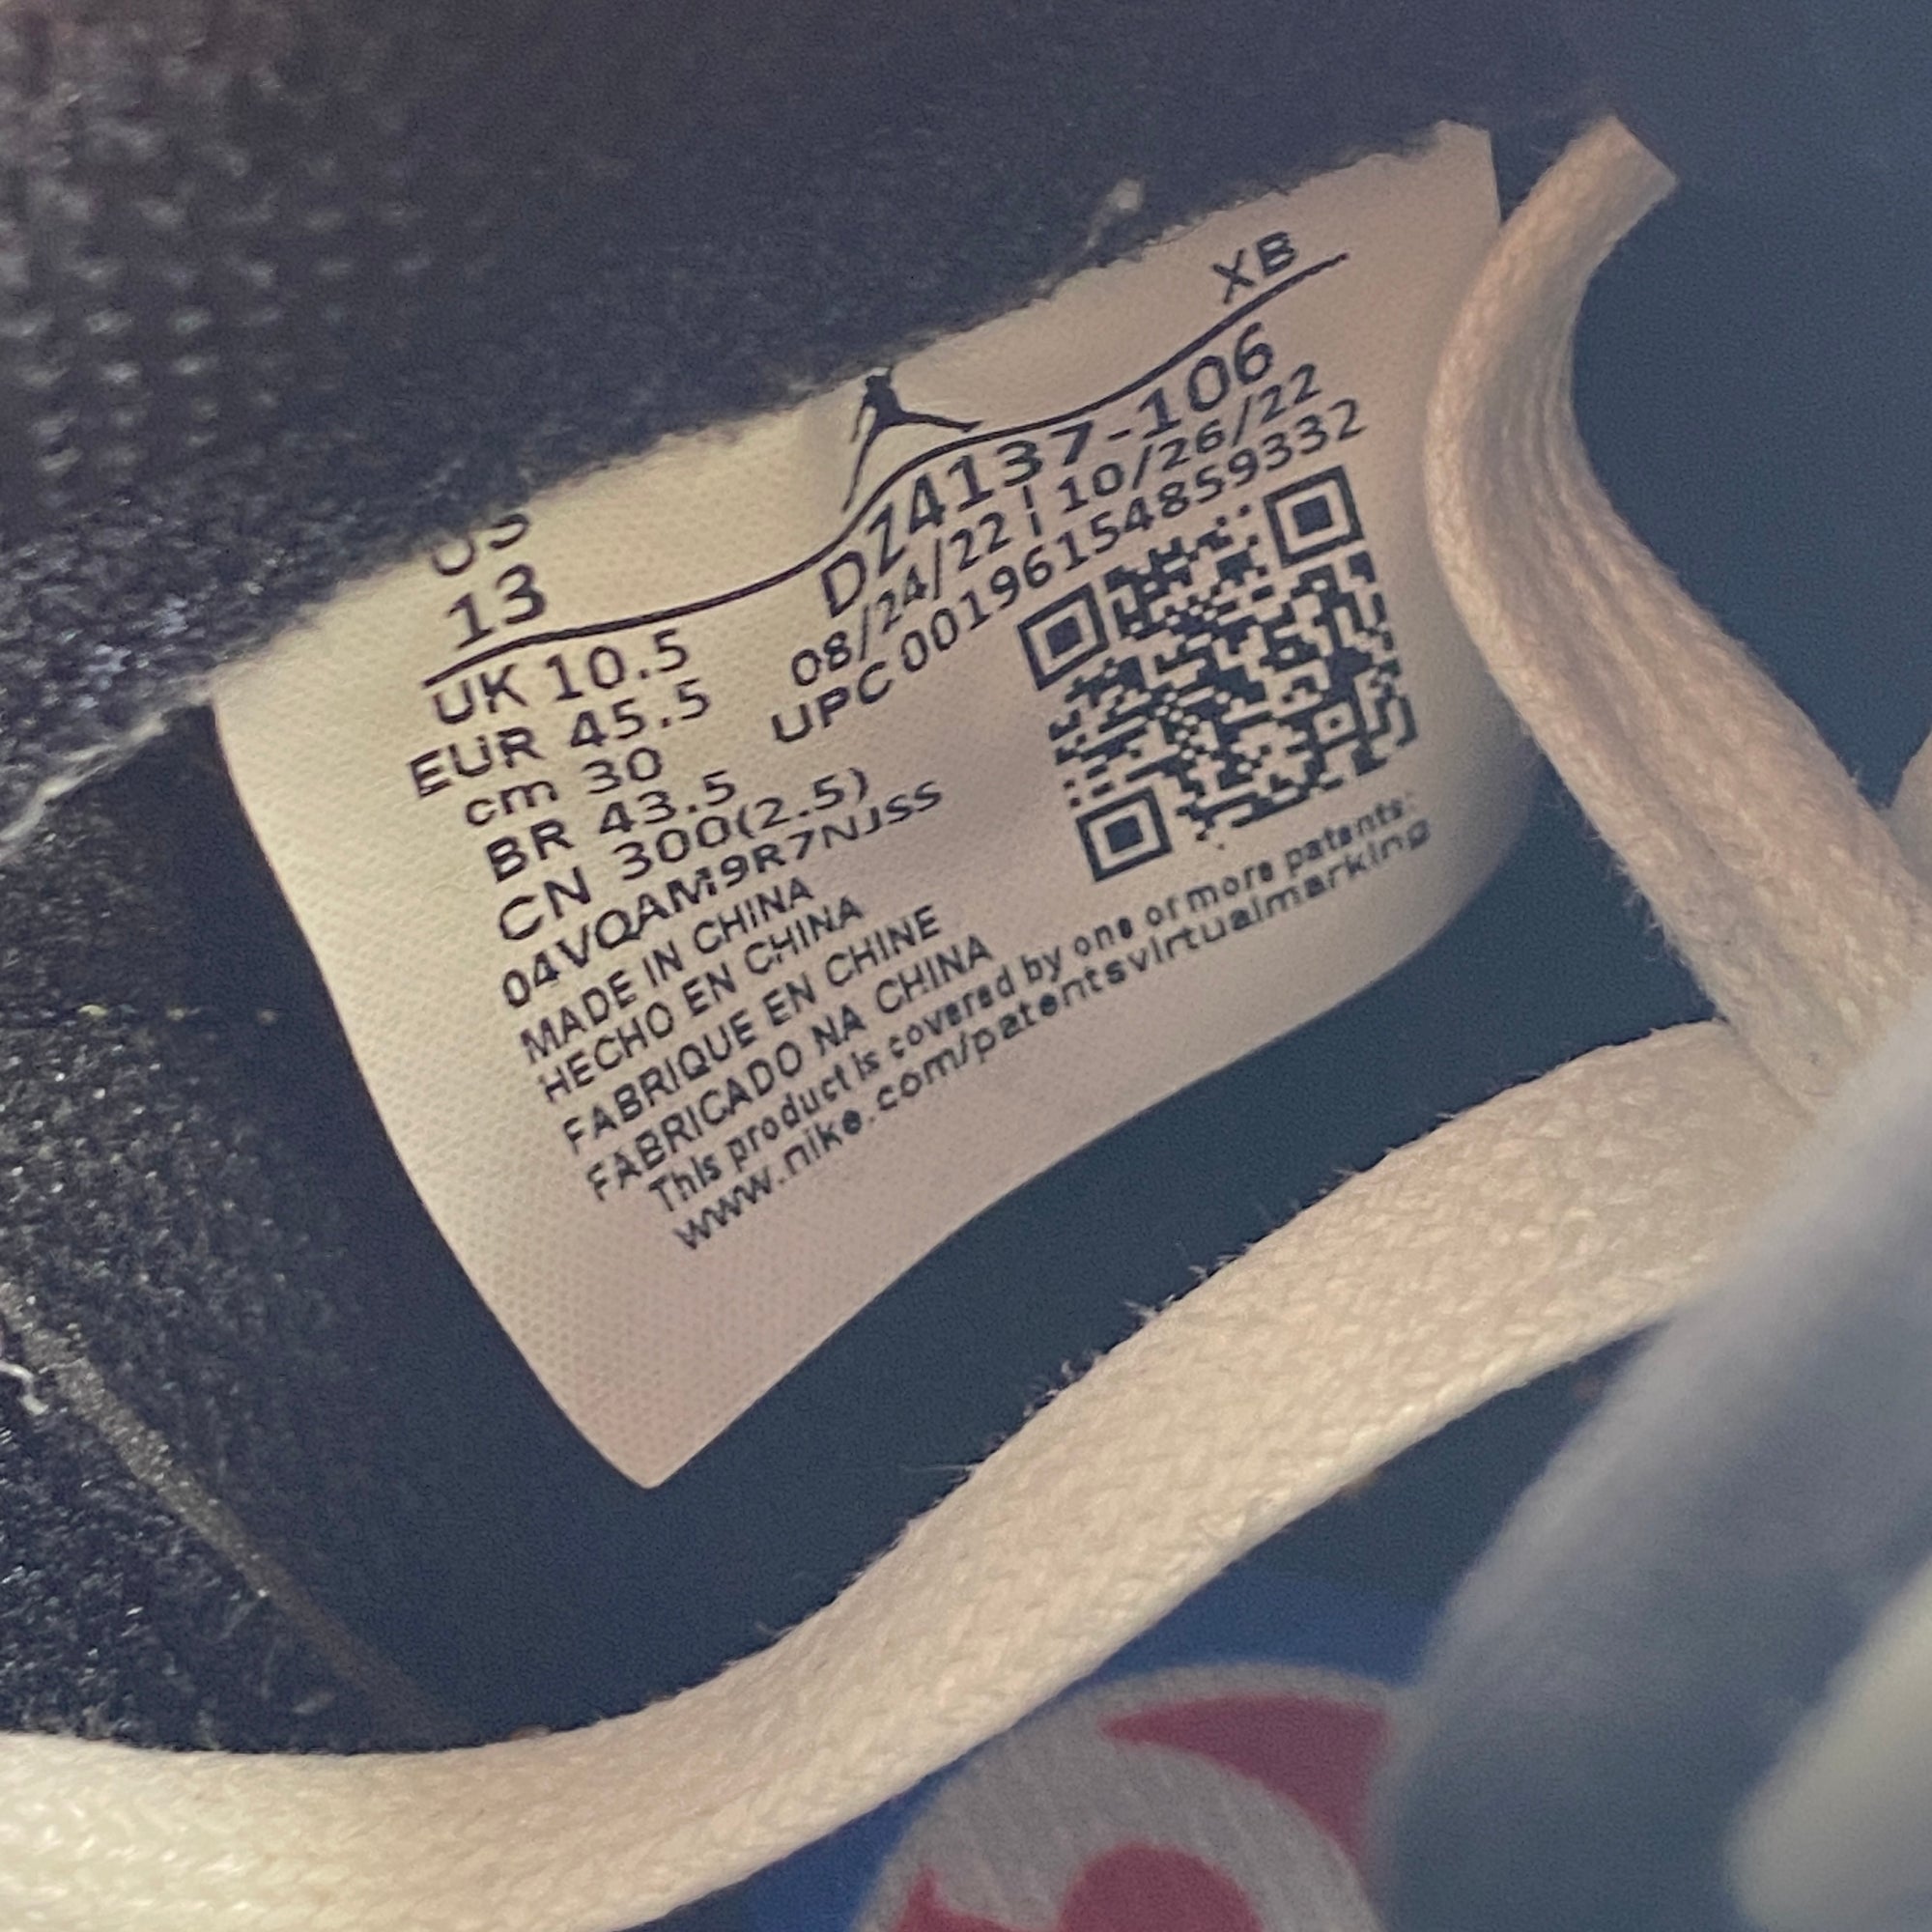 XB
US
13
DZ4137-106
08/24/22 | 10/26/22
UPC 00196154859332
UK 10.5
EUR 45.5
cm 30
BR 43.5
CN 300(2.5)
04VQAM9R7NJSS
MADE IN CHINA
HECHO EN CHINA
FABRIQUE EN CHINE
FABRICADO NA CHINA
This product is covered by one or more patents:
www.nike.com/patentsvirtualmarking